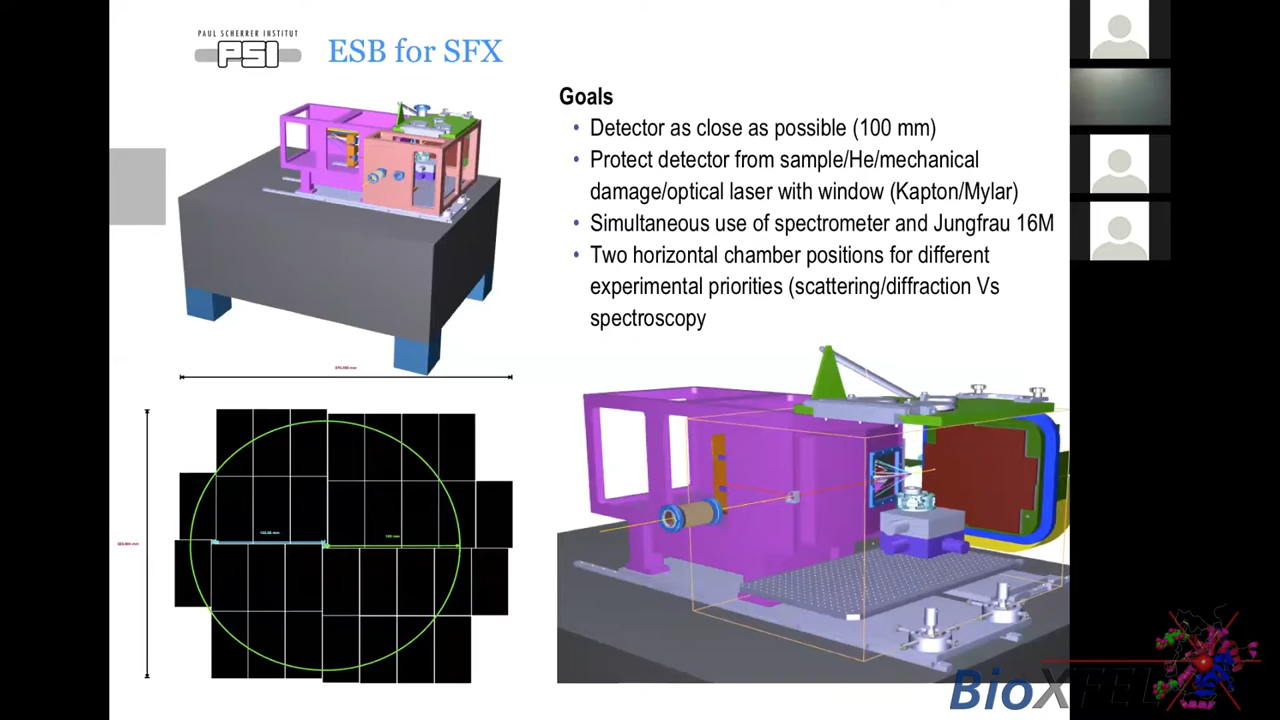 PAUL SCHERRER INSTITUT
PSI
ESB for SFX
Goals
• Detector as close as possible (100 mm)
• Protect detector from sample/He/mechanical
damage/optical laser with window (Kapton/Mylar)
• Simultaneous use of spectrometer and Jungfrau 16M
• Two horizontal chamber positions for different
experimental priorities (scattering/diffraction Vs
spectroscopy
BioXFEL